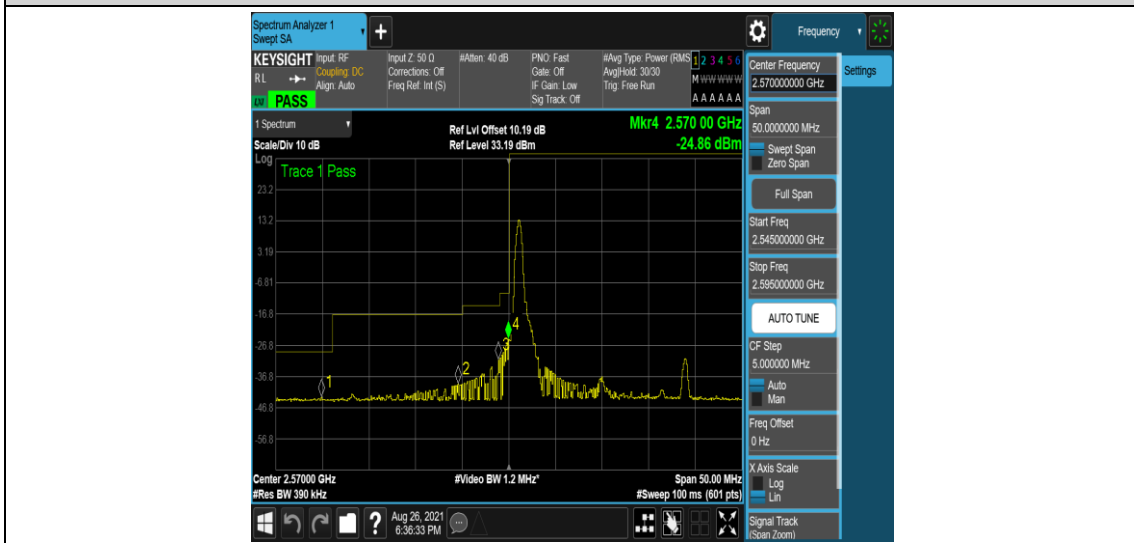 Spectrum Analyzer 1
Swept SA
+
Frequency
KEYSIGHT
Input: RF
Coupling: DC
Align: Auto
Input Z: 50 Ω
Corrections: Off
Freq Ref: Int (S)
#Atten: 40 dB
PNO: Fast
Gate: Off
IF Gain: Low
Sig Track: Off
#Avg Type: Power (RMS
Avg|Hold: 30/30
Trig: Free Run
1 2 3 4 5 6
M W W W W W
A A A A A A
RL
LXI
PASS
1 Spectrum
Scale/Div 10 dB
Ref Lvl Offset 10.19 dB
Ref Level 33.19 dBm
Mkr4 2.570 00 GHz
-24.86 dBm
Log
Trace 1 Pass
23.2
13.2
3.19
-6.81
-16.8
-26.8
-36.8
-46.8
-56.8
1
2
3
4
Center 2.57000 GHz
#Res BW 390 kHz
#Video BW 1.2 MHz*
Span 50.00 MHz
#Sweep 100 ms (601 pts)
?
Aug 26, 2021
6:36:33 PM
Center Frequency
2.570000000 GHz
Settings
Span
50.0000000 MHz
Swept Span
Zero Span
Full Span
Start Freq
2.545000000 GHz
Stop Freq
2.595000000 GHz
AUTO TUNE
CF Step
5.000000 MHz
Auto
Man
Freq Offset
0 Hz
X Axis Scale
Log
Lin
Signal Track
(Span Zoom)